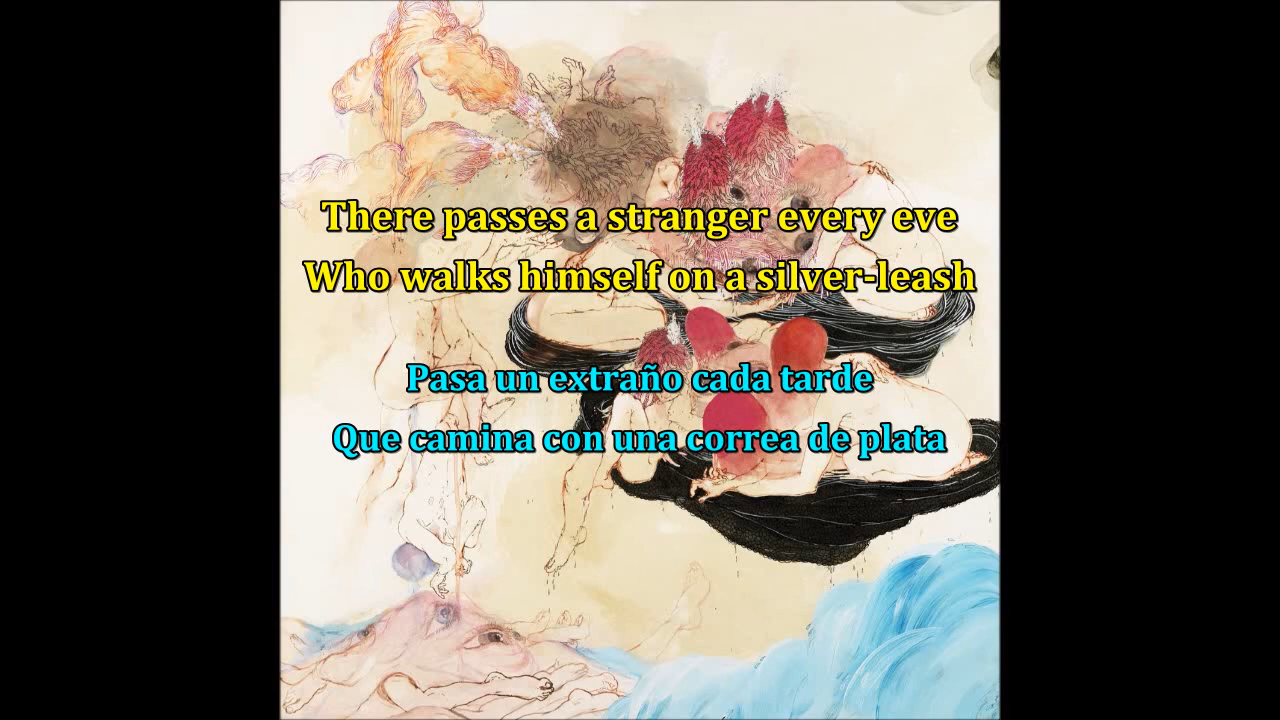 There passes a stranger every eve
Who walks himself on a silver-leash
Pasa un extraño cada tarde
Que camina con una correa de plata